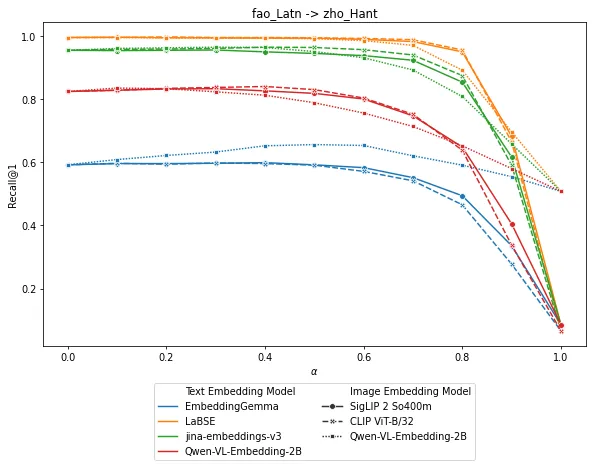 fao_Latn -> zho_Hant
Recall@1
1.0
0.8
0.6
0.4
0.2
0.0 0.2 0.4 0.6 0.8 1.0
α
Text Embedding Model Image Embedding Model
EmbeddingGemma SigLIP 2 So400m
LaBSE CLIP ViT-B/32
jina-embeddings-v3 Qwen-VL-Embedding-2B
Qwen-VL-Embedding-2B